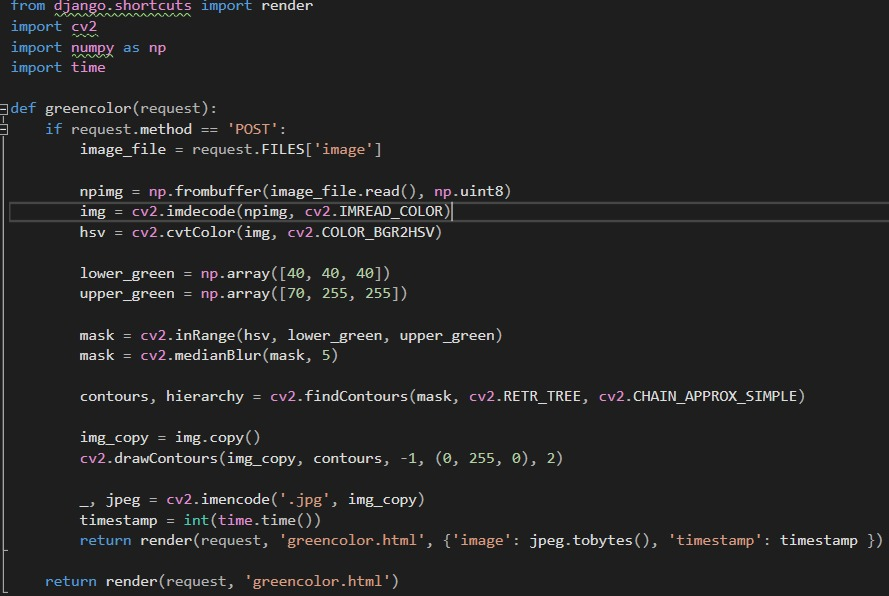 from django.shortcuts import render
import cv2
import numpy as np
import time
def greencolor(request):
    if request.method == 'POST':
        image_file = request.FILES['image']
        npimg = np.frombuffer(image_file.read(), np.uint8)
        img = cv2.imdecode(npimg, cv2.IMREAD_COLOR)
        hsv = cv2.cvtColor(img, cv2.COLOR_BGR2HSV)
        lower_green = np.array([40, 40, 40])
        upper_green = np.array([70, 255, 255])
        mask = cv2.inRange(hsv, lower_green, upper_green)
        mask = cv2.medianBlur(mask, 5)
        contours, hierarchy = cv2.findContours(mask, cv2.RETR_TREE, cv2.CHAIN_APPROX_SIMPLE)
        img_copy = img.copy()
        cv2.drawContours(img_copy, contours, -1, (0, 255, 0), 2)
        _, jpeg = cv2.imencode('.jpg', img_copy)
        timestamp = int(time.time())
        return render(request, 'greencolor.html', {'image': jpeg.tobytes(), 'timestamp': timestamp })
    return render(request, 'greencolor.html')